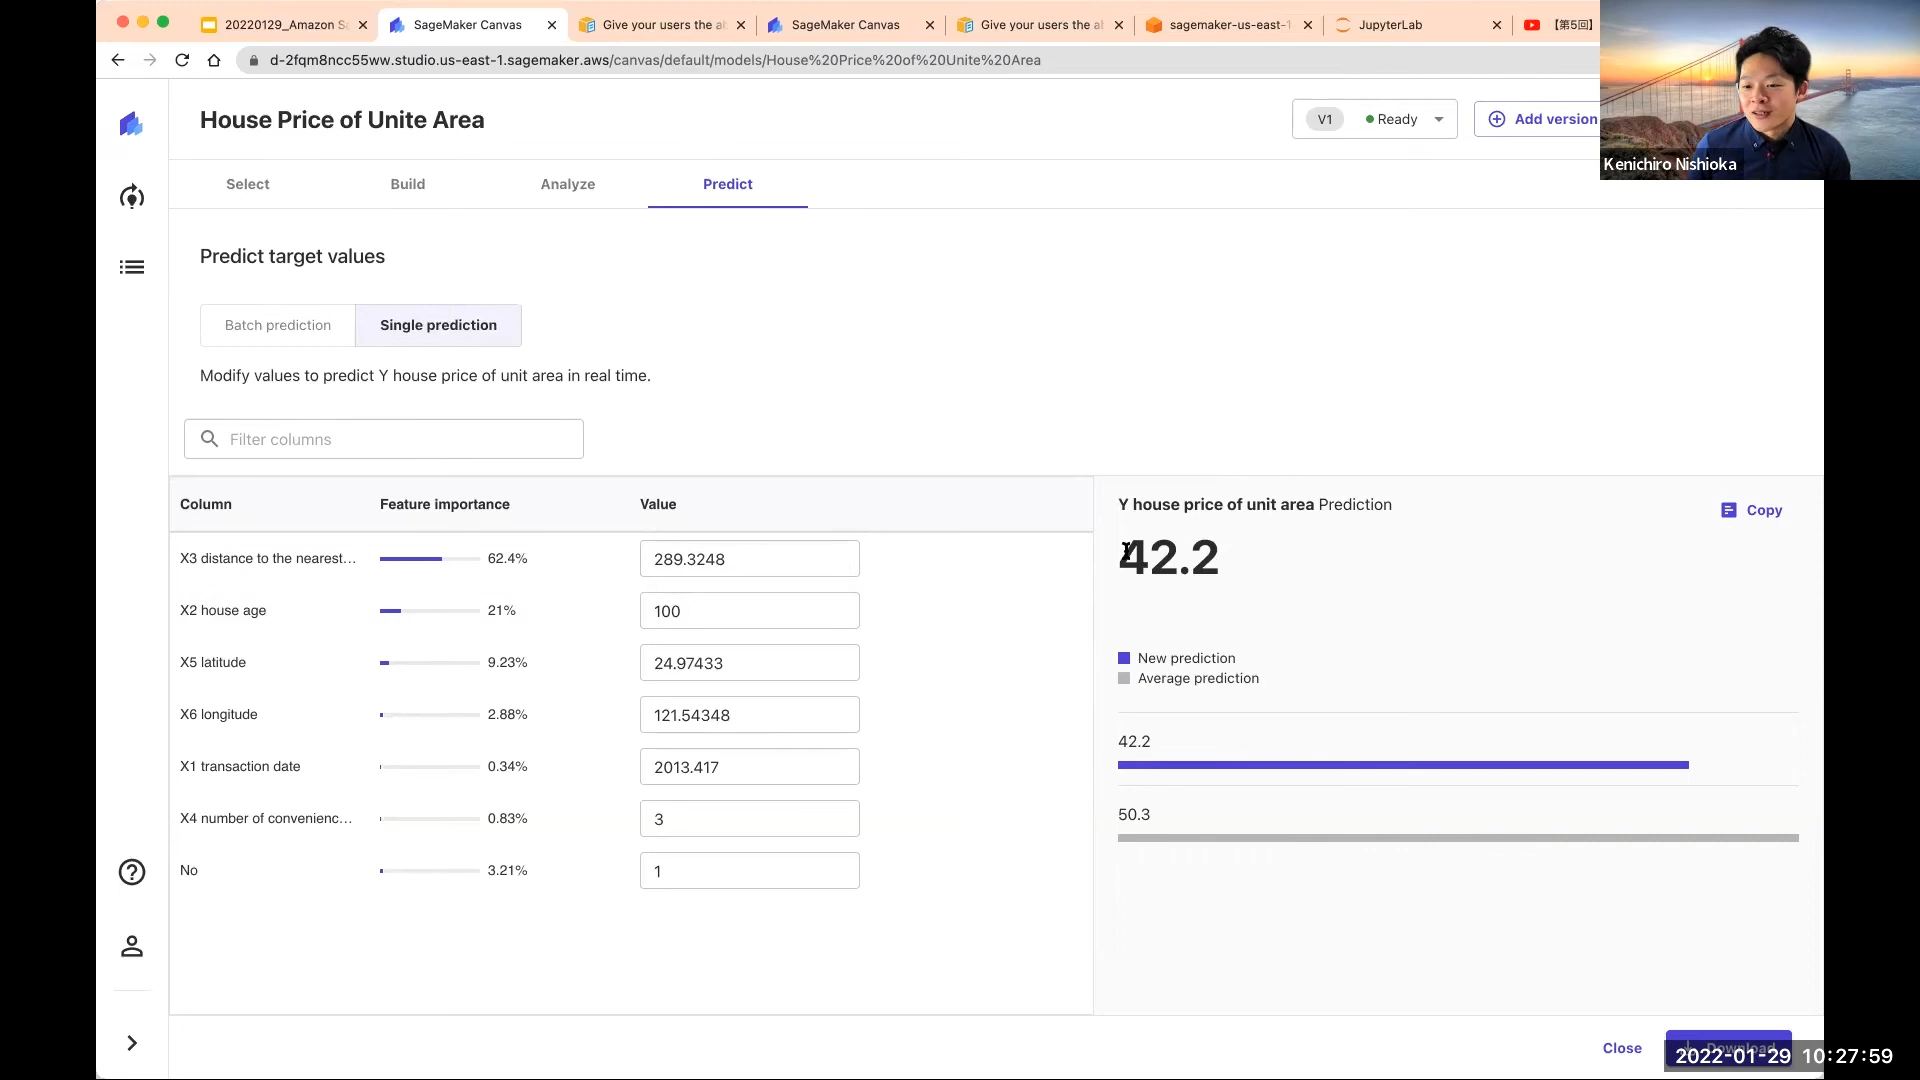 20220129_Amazon S
SageMaker Canvas
Give your users the a
SageMaker Canvas
Give your users the a
sagemaker-us-east-1
JupyterLab
【第5回】
d-2fqm8ncc55ww.studio.us-east-1.sagemaker.aws/canvas/default/models/House%20Price%20of%20Unite%20Area
House Price of Unite Area
V1
Ready
Add version
Kenichiro Nishioka
Select
Build
Analyze
Predict
Predict target values
Batch prediction
Single prediction
Modify values to predict Y house price of unit area in real time.
Filter columns
Column Feature importance Value
X3 distance to the nearest... 62.4% 289.3248
X2 house age 21% 100
X5 latitude 9.23% 24.97433
X6 longitude 2.88% 121.54348
X1 transaction date 0.34% 2013.417
X4 number of convenienc... 0.83% 3
No 3.21% 1
Y house price of unit area Prediction
Copy
42.2
New prediction
Average prediction
42.2
50.3
Close
Download
2022-01-29 10:27:59